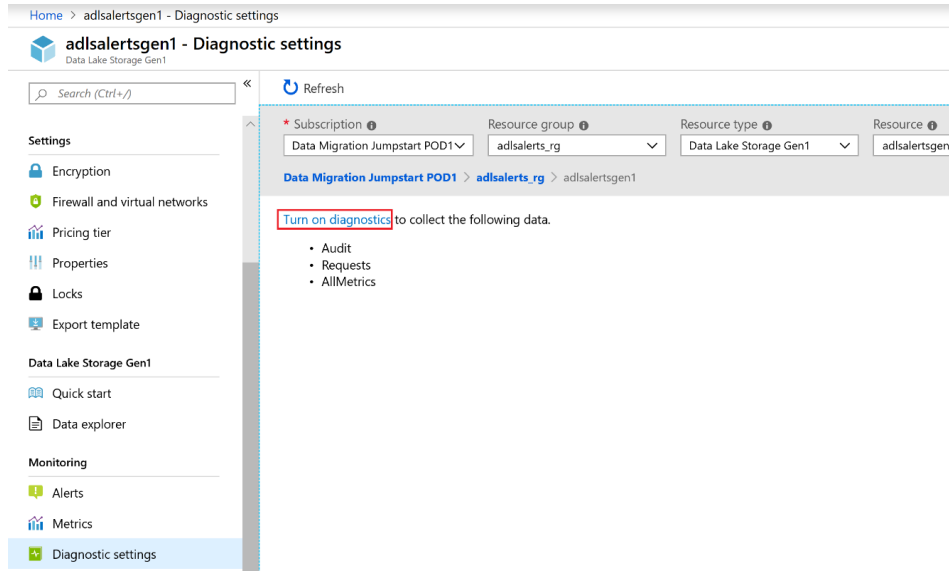 Home > adlsalertsgen1 - Diagnostic settings
adlsalertsgen1 - Diagnostic settings
Data Lake Storage Gen1
Search (Ctrl+/)
«
Settings
Encryption
Firewall and virtual networks
Pricing tier
Properties
Locks
Export template
Data Lake Storage Gen1
Quick start
Data explorer
Monitoring
Alerts
Metrics
Diagnostic settings
Refresh
* Subscription Resource group Resource type Resource
Data Migration Jumpstart POD1 adlsalerts_rg Data Lake Storage Gen1 adlsalertsgen
Data Migration Jumpstart POD1 > adlsalerts_rg > adlsalertsgen1
Turn on diagnostics to collect the following data.
• Audit
• Requests
• AllMetrics